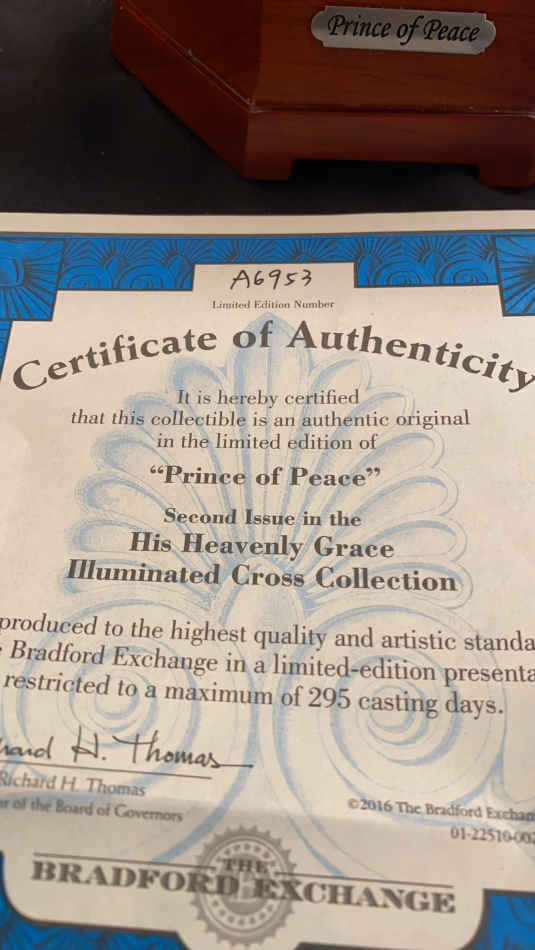 Prince of Peace
A6953
Limited Edition Number
Certificate of Authenticity
It is hereby certified
that this collectible is an authentic original
in the limited edition of
“Prince of Peace”
Second Issue in the
His Heavenly Grace
Illuminated Cross Collection
produced to the highest quality and artistic standa
Bradford Exchange in a limited-edition presenta
restricted to a maximum of 295 casting days.
H. Thomas
Richard H. Thomas
of the Board of Governors
©2016 The Bradford Exchan
01-22510-002
THE
BRADFORD EXCHANGE